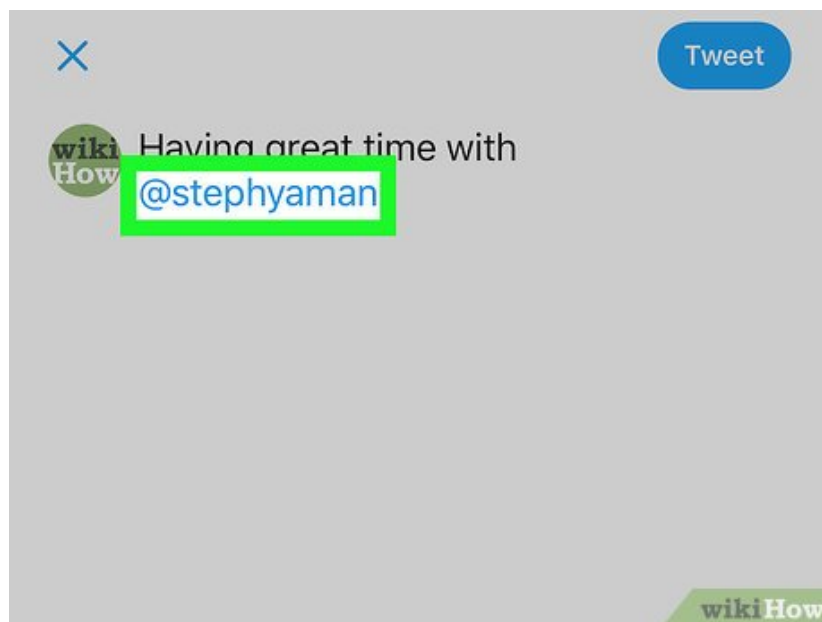 Tweet
wiki
How
Having great time with
@stephyaman
wikiHow